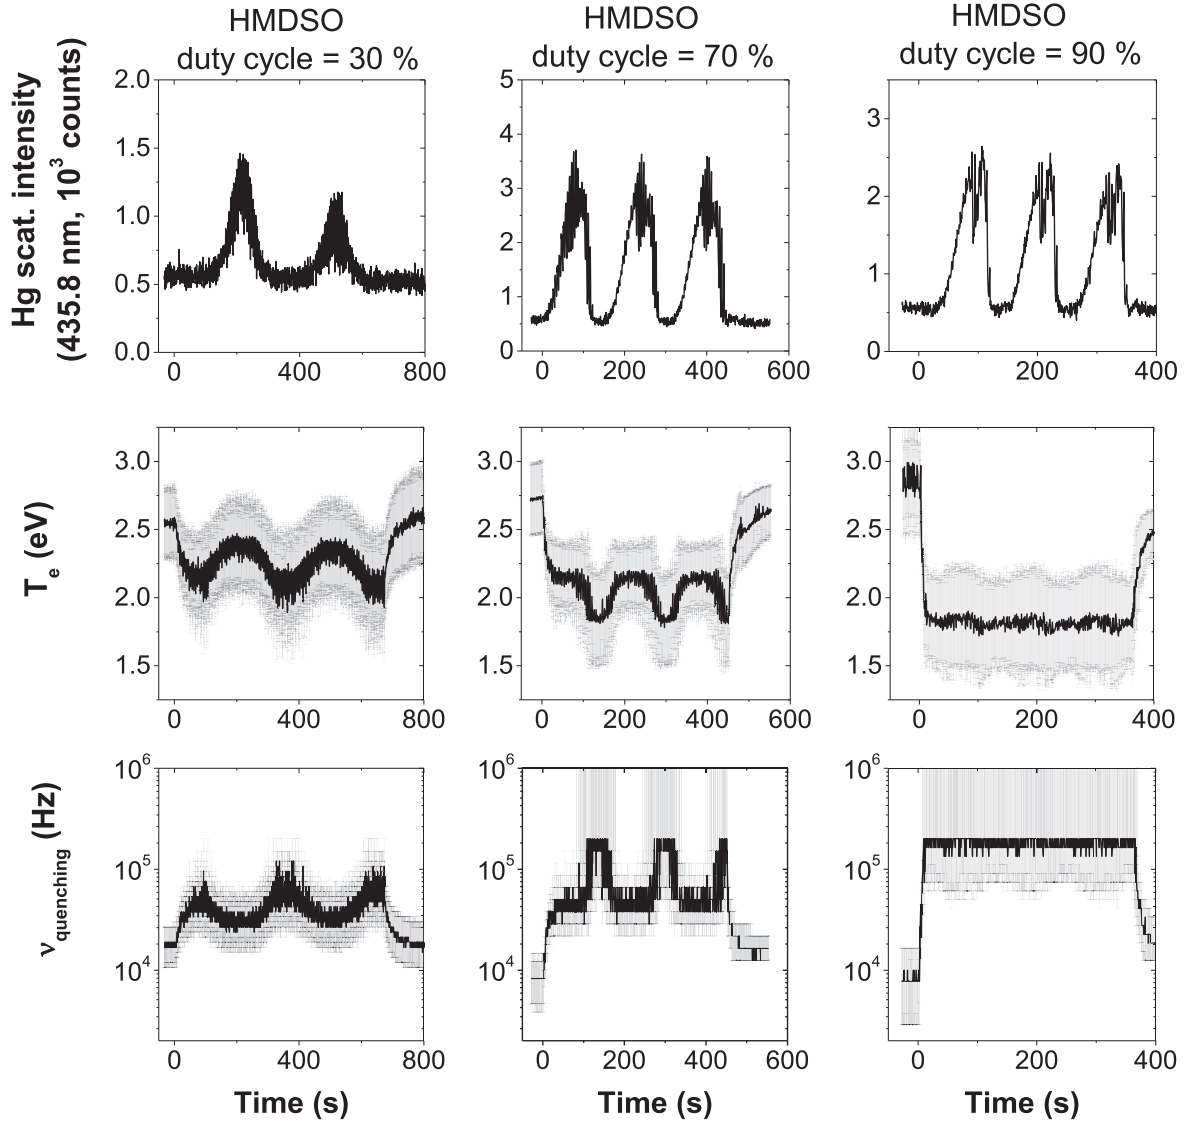 HMDSO
duty cycle = 30 %
HMDSO
duty cycle = 70 %
HMDSO
duty cycle = 90 %
Hg scat. intensity
(435.8 nm, 10³ counts)
2.0
1.5
1.0
0.5
0.0
0 400 800
5
4
3
2
1
0
0 200 400 600
3
2
1
0
0 200 400
Tₑ (eV)
3.0
2.5
2.0
1.5
0 400 800
3.0
2.5
2.0
1.5
0 200 400 600
3.0
2.5
2.0
1.5
0 200 400
ν quenching (Hz)
10⁶
10⁵
10⁴
0 400 800
10⁶
10⁵
10⁴
0 200 400 600
10⁶
10⁵
10⁴
0 200 400
Time (s)
Time (s)
Time (s)